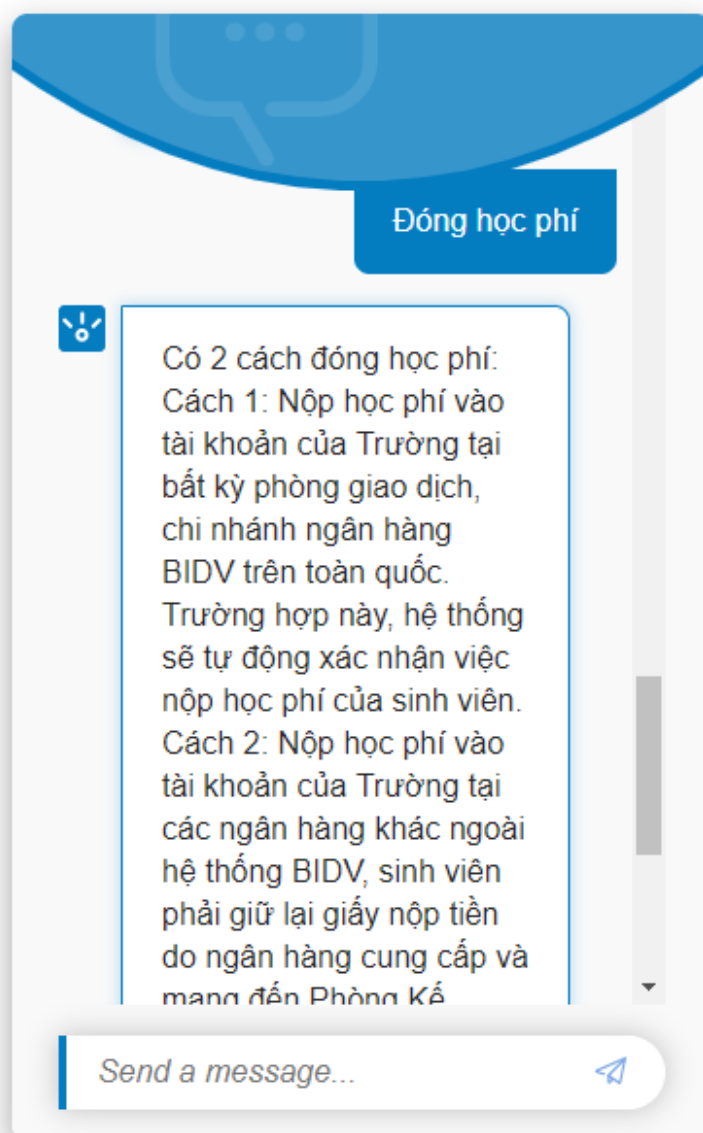 Đóng học phí
Có 2 cách đóng học phí:
Cách 1: Nộp học phí vào
tài khoản của Trường tại
bất kỳ phòng giao dịch,
chi nhánh ngân hàng
BIDV trên toàn quốc.
Trường hợp này, hệ thống
sẽ tự động xác nhận việc
nộp học phí của sinh viên.
Cách 2: Nộp học phí vào
tài khoản của Trường tại
các ngân hàng khác ngoài
hệ thống BIDV, sinh viên
phải giữ lại giấy nộp tiền
do ngân hàng cung cấp và
mang đến Phòng Kế
Send a message...